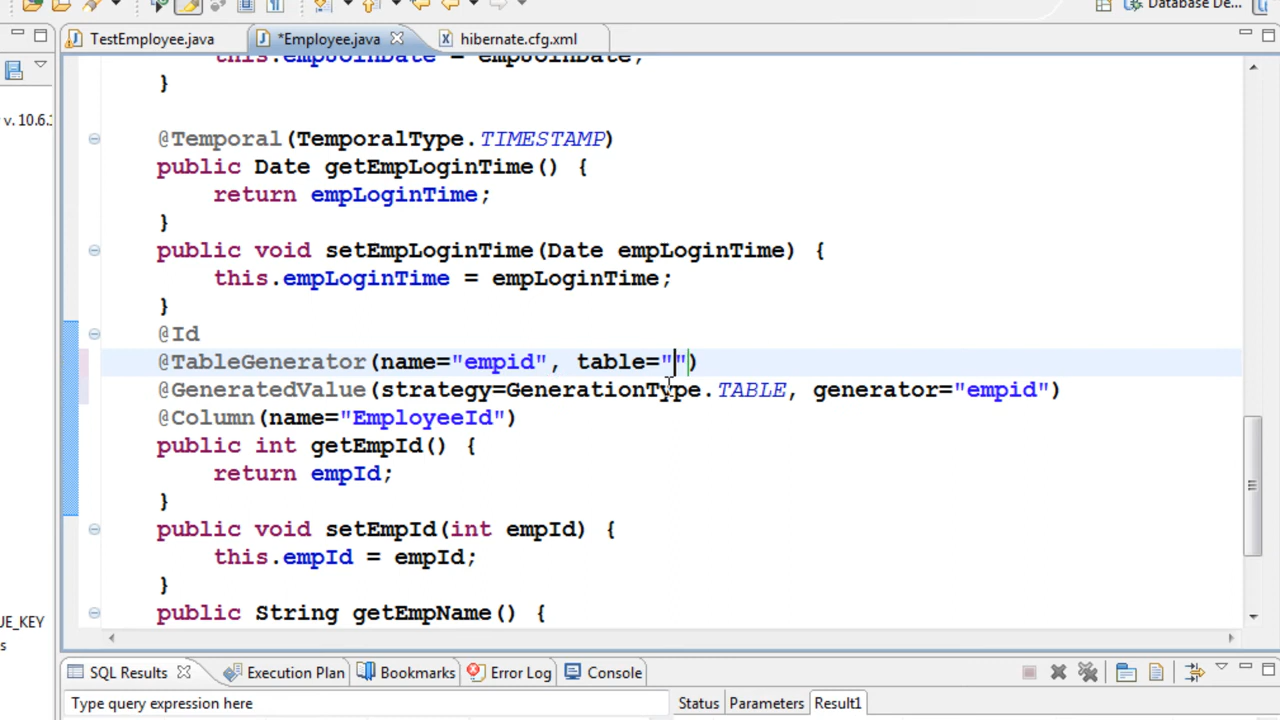 Database De...
TestEmployee.java
*Employee.java
hibernate.cfg.xml
this.empJoinDate = empJoinDate;
}
v. 10.6.
@Temporal(TemporalType.TIMESTAMP)
public Date getEmpLoginTime() {
return empLoginTime;
}
public void setEmpLoginTime(Date empLoginTime) {
this.empLoginTime = empLoginTime;
}
@Id
@TableGenerator(name="empid", table="")
@GeneratedValue(strategy=GenerationType.TABLE, generator="empid")
@Column(name="EmployeeId")
public int getEmpId() {
return empId;
}
public void setEmpId(int empId) {
this.empId = empId;
}
public String getEmpName() {
UE_KEY
s
SQL Results
Execution Plan
Bookmarks
Error Log
Console
Type query expression here
Status
Parameters
Result1